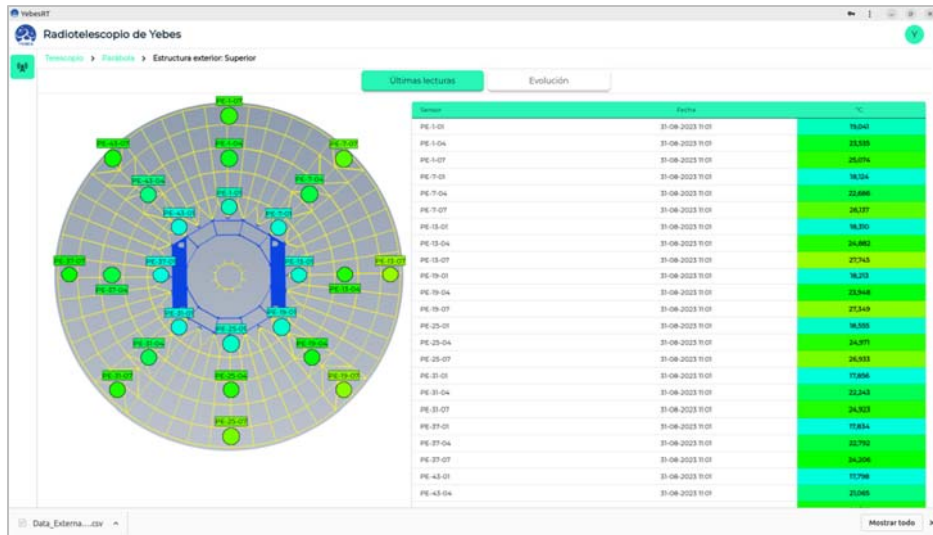 YebesRT
Radiotelescopio de Yebes
Y
Telescopio > Parábola > Estructura exterior: Superior
Últimas lecturas
Evolución
PE-1-07
PE-43-07
PE-1-04
PE-7-07
PE-43-04
PE-7-04
PE-1-01
PE-43-01
PE-7-01
PE-37-07
PE-37-01
PE-13-01
PE-13-07
PE-37-04
PE-13-04
PE-31-01
PE-25-01
PE-19-01
PE-31-04
PE-19-04
PE-31-07
PE-25-04
PE-19-07
PE-25-07
Sensor Fecha °C
PE-1-01 31-08-2023 11:01 19,041
PE-1-04 31-08-2023 11:01 23,535
PE-1-07 31-08-2023 11:01 25,074
PE-7-01 31-08-2023 11:01 18,124
PE-7-04 31-08-2023 11:01 22,686
PE-7-07 31-08-2023 11:01 26,137
PE-13-01 31-08-2023 11:01 18,310
PE-13-04 31-08-2023 11:01 24,882
PE-13-07 31-08-2023 11:01 27,745
PE-19-01 31-08-2023 11:01 18,213
PE-19-04 31-08-2023 11:01 23,948
PE-19-07 31-08-2023 11:01 27,349
PE-25-01 31-08-2023 11:01 18,555
PE-25-04 31-08-2023 11:01 24,971
PE-25-07 31-08-2023 11:01 26,933
PE-31-01 31-08-2023 11:01 17,856
PE-31-04 31-08-2023 11:01 22,243
PE-31-07 31-08-2023 11:01 24,923
PE-37-01 31-08-2023 11:01 17,834
PE-37-04 31-08-2023 11:01 22,792
PE-37-07 31-08-2023 11:01 24,206
PE-43-01 31-08-2023 11:01 17,798
PE-43-04 31-08-2023 11:01 21,065
Data_Externa....csv
Mostrar todo